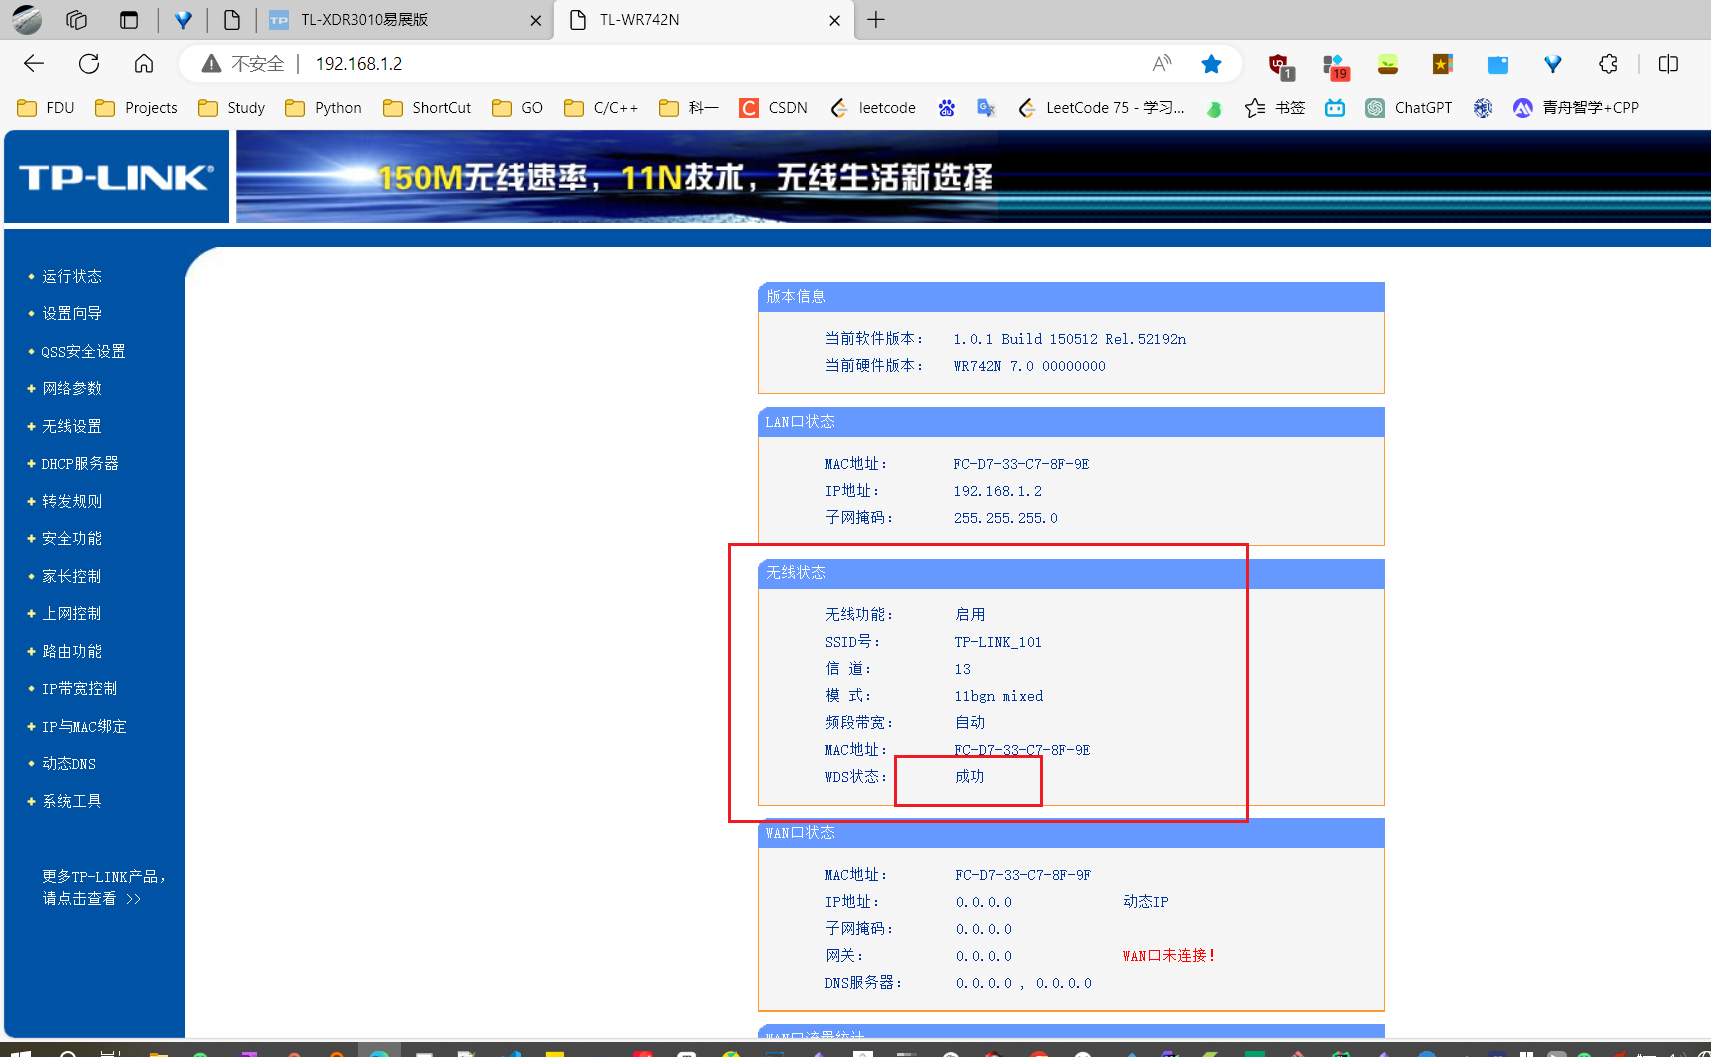 TL-XDR3010易展版
TL-WR742N
不安全
192.168.1.2
1
19
FDU
Projects
Study
Python
ShortCut
GO
C/C++
科一
CSDN
leetcode
LeetCode 75 - 学习...
书签
ChatGPT
青舟智学+CPP
TP-LINK®
150M无线速率，11N技术，无线生活新选择
运行状态
设置向导
QSS安全设置
网络参数
无线设置
DHCP服务器
转发规则
安全功能
家长控制
上网控制
路由功能
IP带宽控制
IP与MAC绑定
动态DNS
系统工具
更多TP-LINK产品，
请点击查看 >>
版本信息
当前软件版本： 1.0.1 Build 150512 Rel.52192n
当前硬件版本： WR742N 7.0 00000000
LAN口状态
MAC地址： FC-D7-33-C7-8F-9E
IP地址： 192.168.1.2
子网掩码： 255.255.255.0
无线状态
无线功能： 启用
SSID号： TP-LINK_101
信 道： 13
模 式： 11bgn mixed
频段带宽： 自动
MAC地址： FC-D7-33-C7-8F-9E
WDS状态： 成功
WAN口状态
MAC地址： FC-D7-33-C7-8F-9F
IP地址： 0.0.0.0 动态IP
子网掩码： 0.0.0.0
网关： 0.0.0.0 WAN口未连接！
DNS服务器： 0.0.0.0 , 0.0.0.0
WAN口流量统计